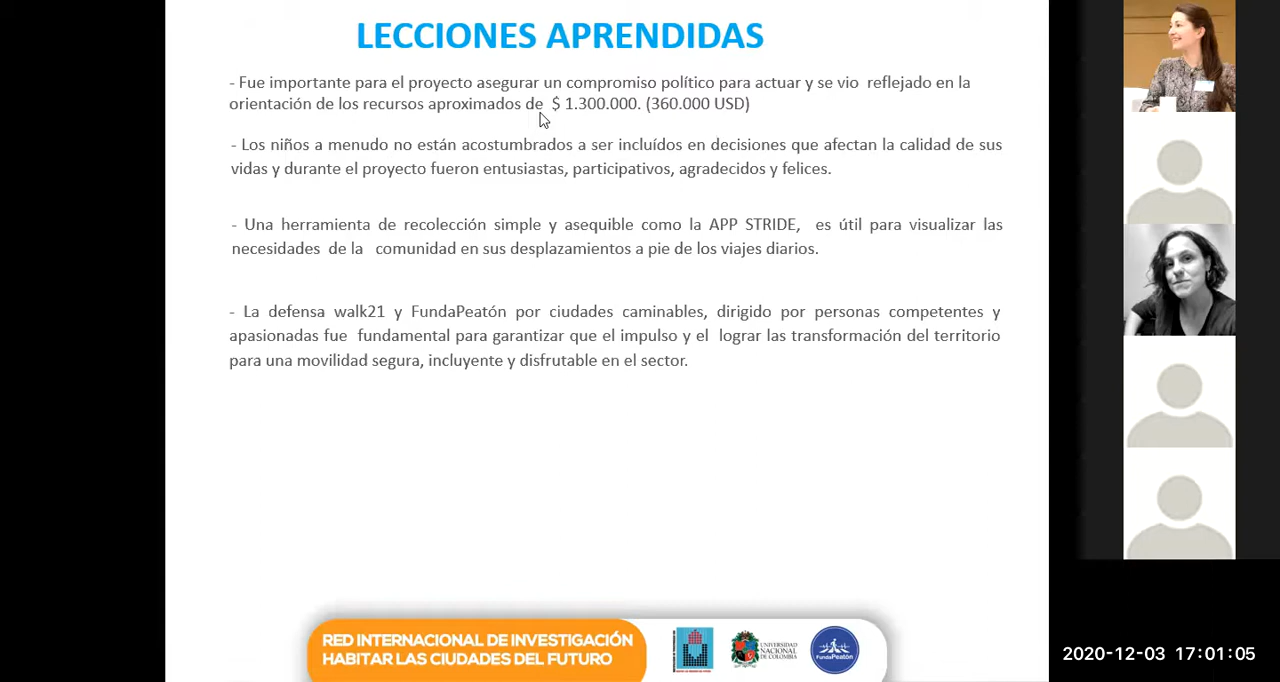 LECCIONES APRENDIDAS
- Fue importante para el proyecto asegurar un compromiso político para actuar y se vio reflejado en la
orientación de los recursos aproximados de $ 1.300.000. (360.000 USD)
- Los niños a menudo no están acostumbrados a ser incluídos en decisiones que afectan la calidad de sus
vidas y durante el proyecto fueron entusiastas, participativos, agradecidos y felices.
- Una herramienta de recolección simple y asequible como la APP STRIDE, es útil para visualizar las
necesidades de la comunidad en sus desplazamientos a pie de los viajes diarios.
- La defensa walk21 y FundaPeatón por ciudades caminables, dirigido por personas competentes y
apasionadas fue fundamental para garantizar que el impulso y el lograr las transformación del territorio
para una movilidad segura, incluyente y disfrutable en el sector.
RED INTERNACIONAL DE INVESTIGACIÓN
HABITAR LAS CIUDADES DEL FUTURO
UNIVERSIDAD
NACIONAL
DE COLOMBIA
FundaPeatón
2020-12-03 17:01:05